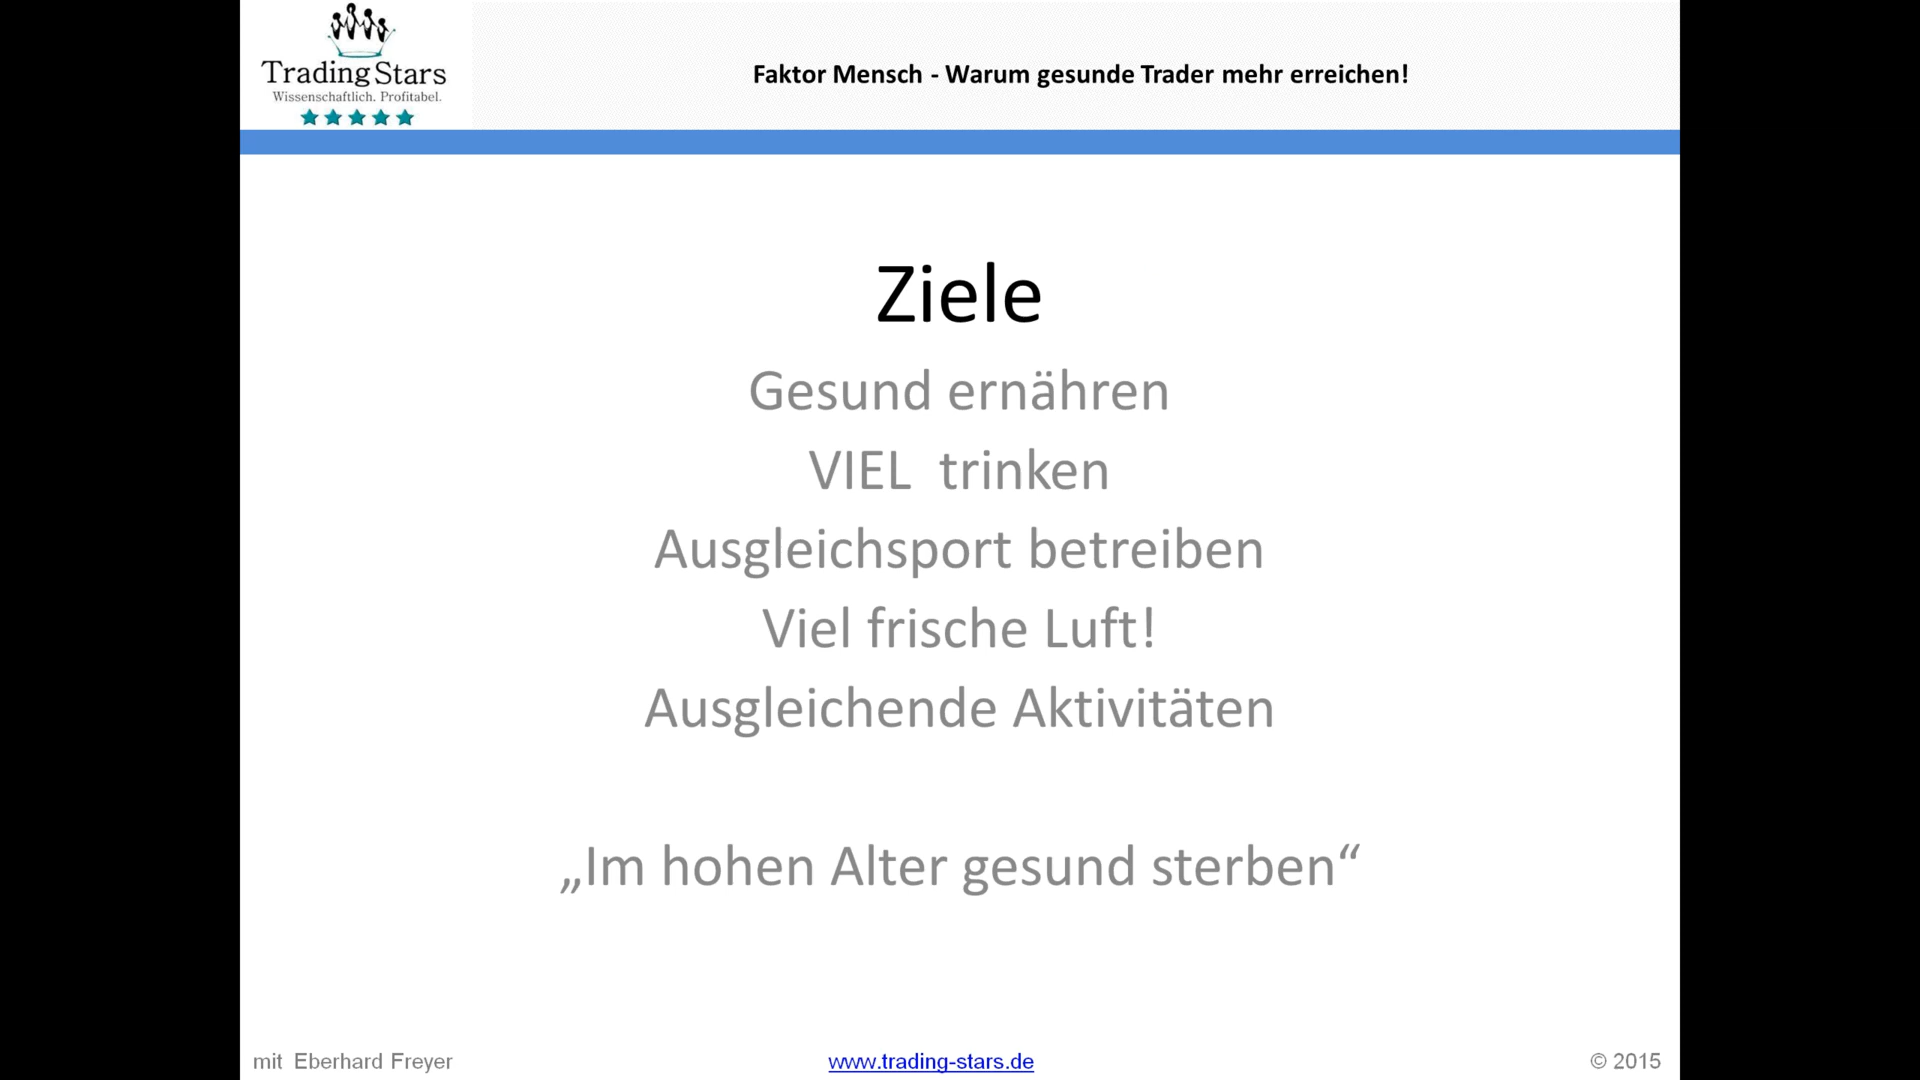 Trading Stars
Wissenschaftlich. Profitabel.
Faktor Mensch - Warum gesunde Trader mehr erreichen!
Ziele
Gesund ernähren
VIEL  trinken
Ausgleichsport betreiben
Viel frische Luft!
Ausgleichende Aktivitäten
„Im hohen Alter gesund sterben“
mit  Eberhard Freyer
www.trading-stars.de
© 2015